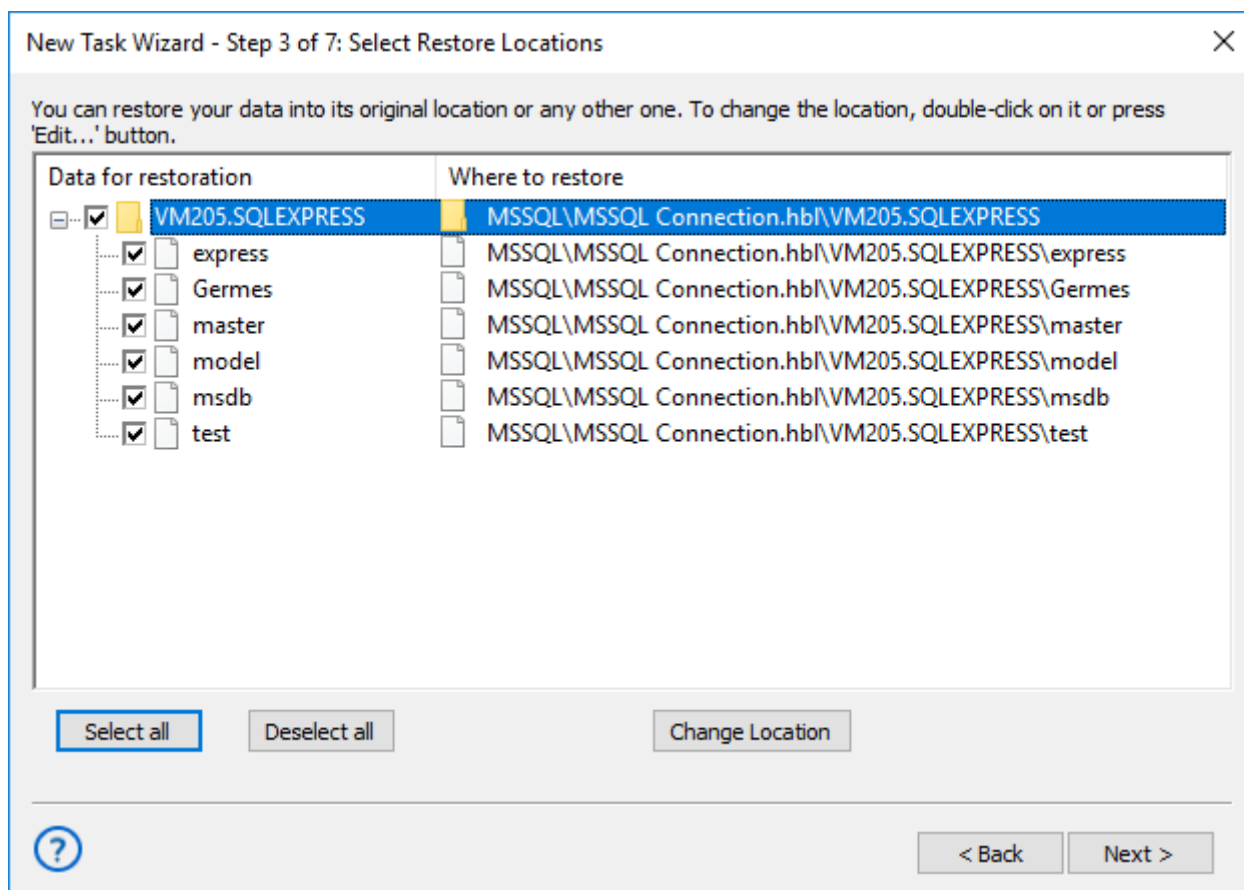 New Task Wizard - Step 3 of 7: Select Restore Locations
You can restore your data into its original location or any other one. To change the location, double-click on it or press
'Edit...' button.
Data for restoration Where to restore
VM205.SQLEXPRESS MSSQL\MSSQL Connection.hbl\VM205.SQLEXPRESS
express MSSQL\MSSQL Connection.hbl\VM205.SQLEXPRESS\express
Germes MSSQL\MSSQL Connection.hbl\VM205.SQLEXPRESS\Germes
master MSSQL\MSSQL Connection.hbl\VM205.SQLEXPRESS\master
model MSSQL\MSSQL Connection.hbl\VM205.SQLEXPRESS\model
msdb MSSQL\MSSQL Connection.hbl\VM205.SQLEXPRESS\msdb
test MSSQL\MSSQL Connection.hbl\VM205.SQLEXPRESS\test
Select all Deselect all Change Location
? < Back Next >